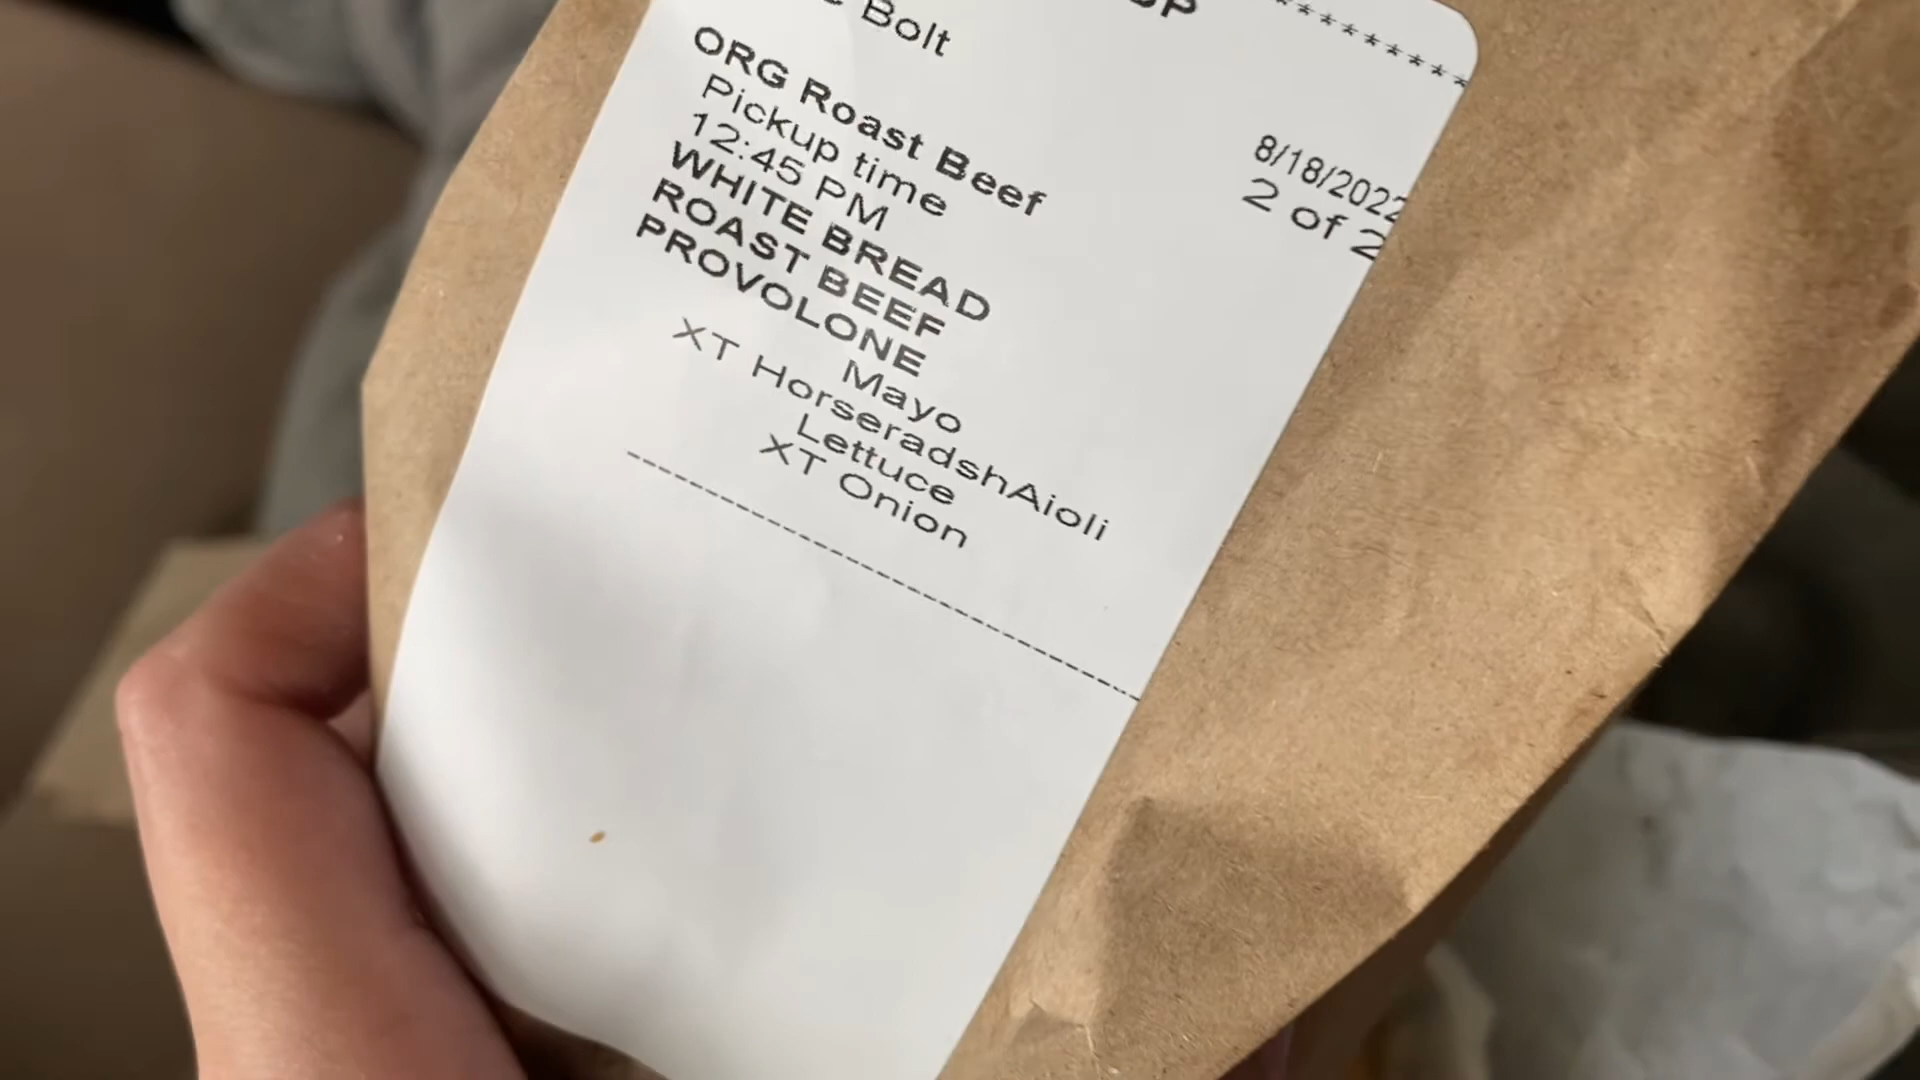 **********
Bolt
ORG Roast Beef
8/18/2022
Pickup time
2 of 2
12:45 PM
WHITE BREAD
ROAST BEEF
PROVOLONE
Mayo
XT HorseradshAioli
Lettuce
XT Onion